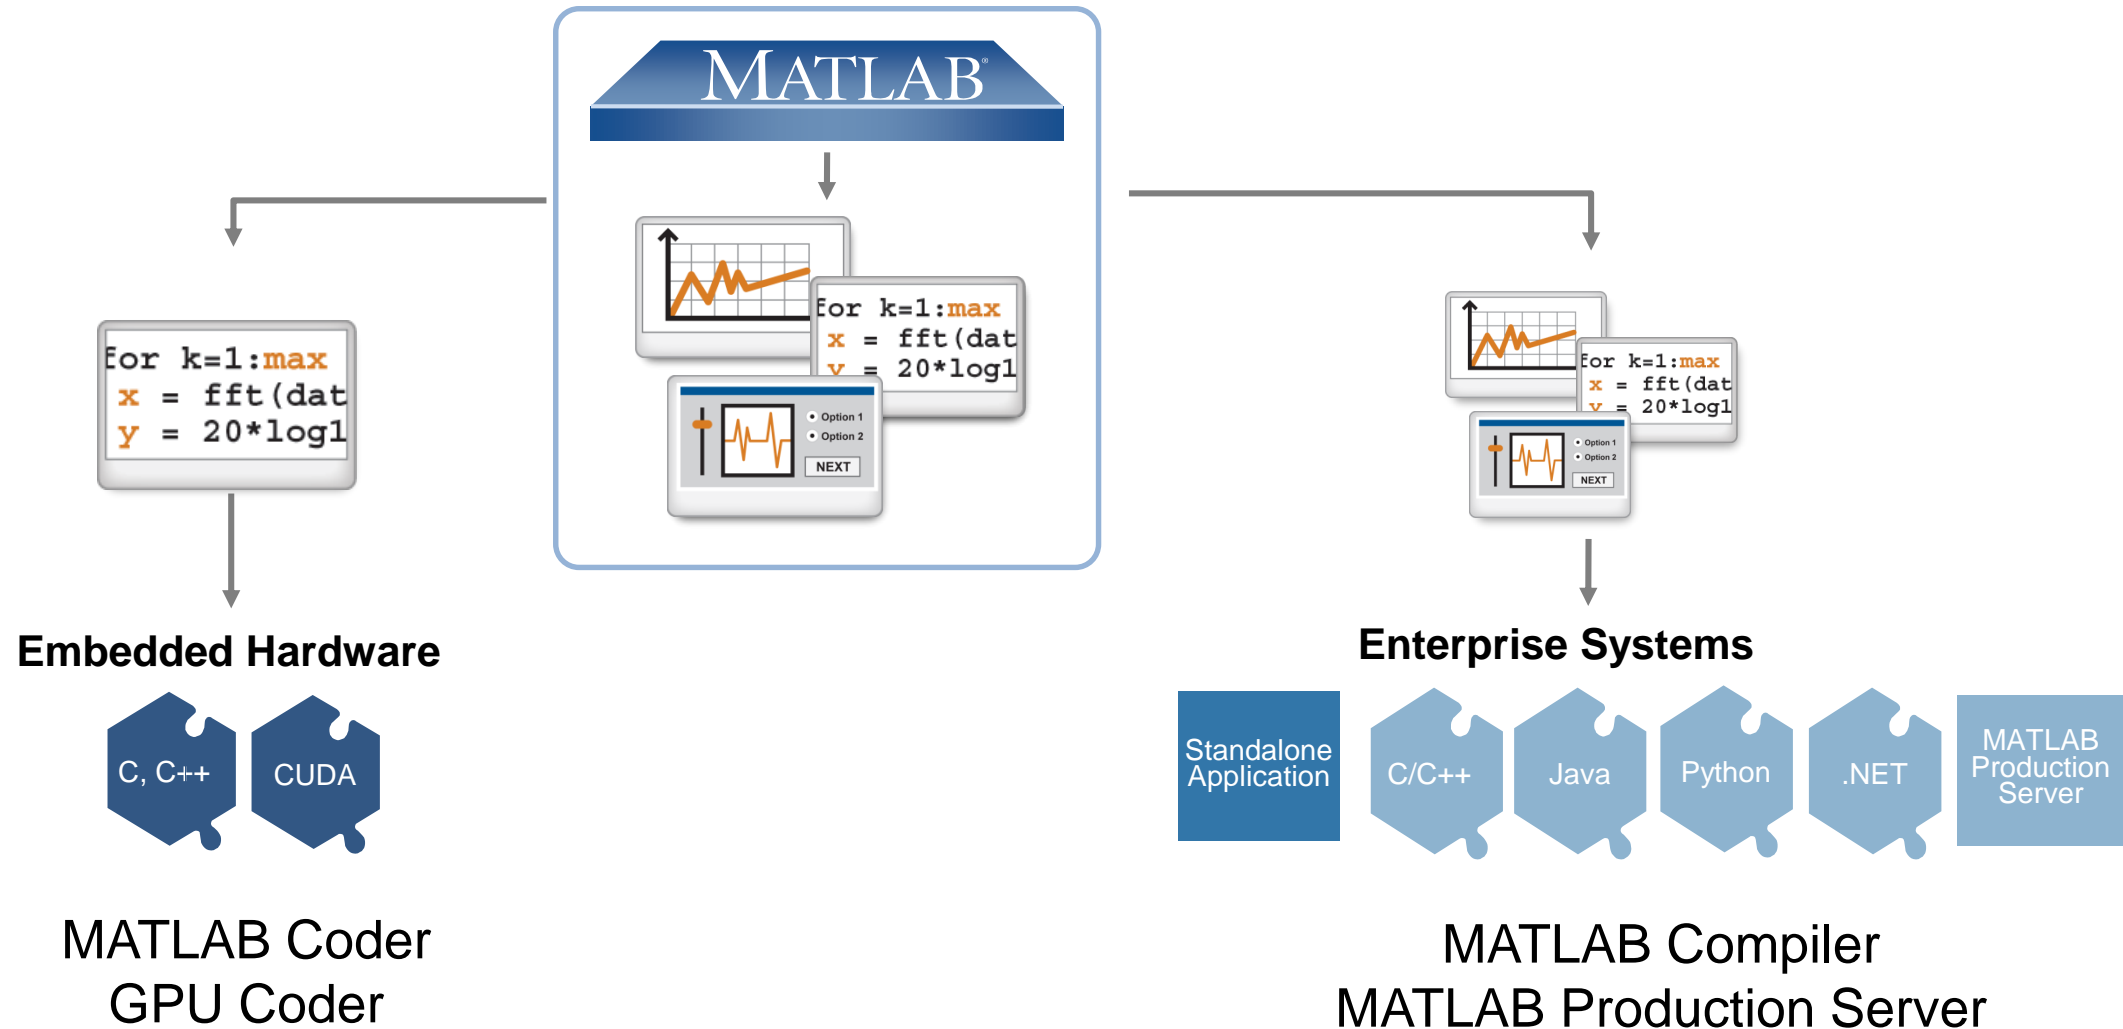 MATLAB®
for k=1:max
x = fft(dat
y = 20*log1
Option 1
Option 2
NEXT
for k=1:max
x = fft(dat
y = 20*log1
for k=1:max
x = fft(dat
y = 20*log1
Option 1
Option 2
NEXT
Embedded Hardware
C, C++
CUDA
MATLAB Coder
GPU Coder
Enterprise Systems
Standalone
Application
C/C++
Java
Python
.NET
MATLAB
Production
Server
MATLAB Compiler
MATLAB Production Server